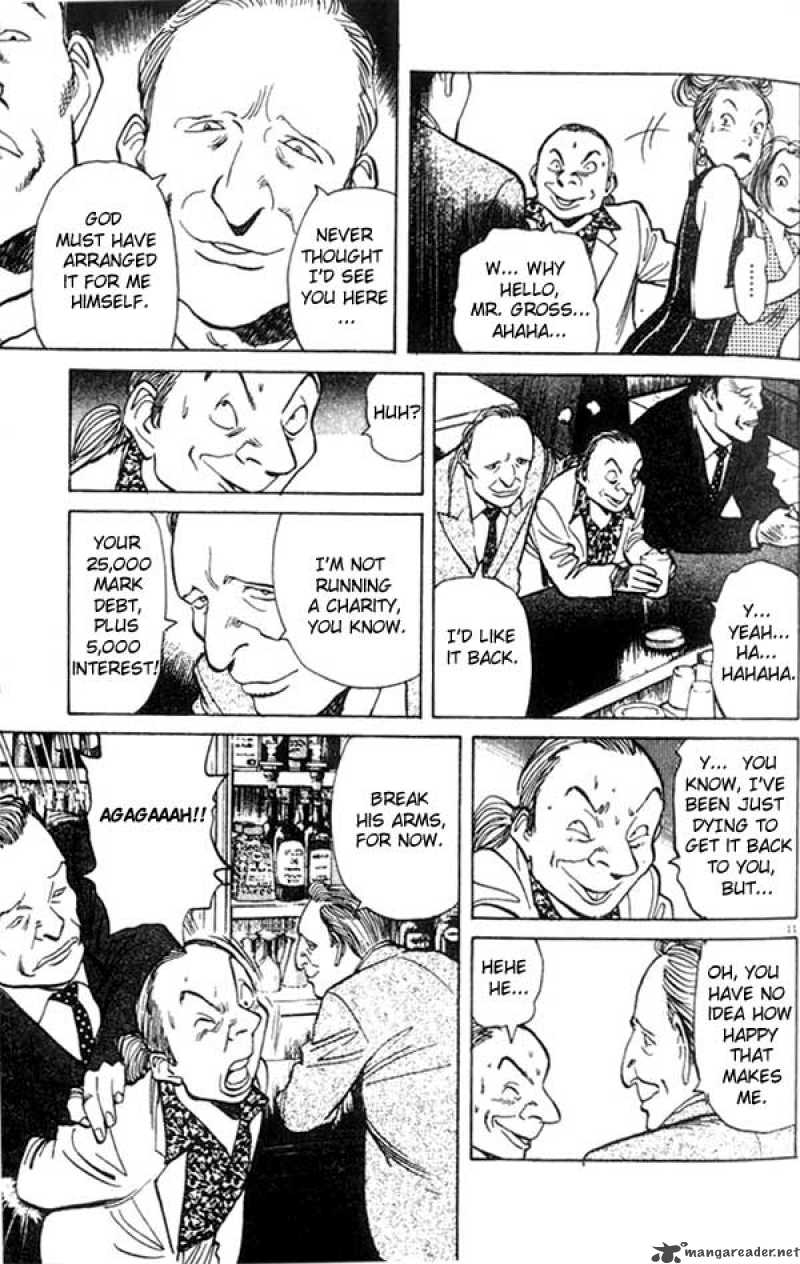 W... WHY
HELLO,
MR. GROSS...
AHAHA...
......
NEVER
THOUGHT
I'D SEE
YOU HERE
...
GOD
MUST HAVE
ARRANGED
IT FOR ME
HIMSELF.
Y...
YEAH...
HA...
HAHAHA.
I'D LIKE
IT BACK.
HUH?
I'M NOT
RUNNING
A CHARITY,
YOU KNOW.
YOUR
25,000
MARK
DEBT,
PLUS
5,000
INTEREST!
Y... YOU
KNOW, I'VE
BEEN JUST
DYING TO
GET IT BACK
TO YOU,
BUT...
11
OH, YOU
HAVE NO
IDEA HOW
HAPPY
THAT
MAKES
ME.
HEHE
HE...
BREAK
HIS ARMS,
FOR NOW.
AGAGAAAH!!
mangareader.net